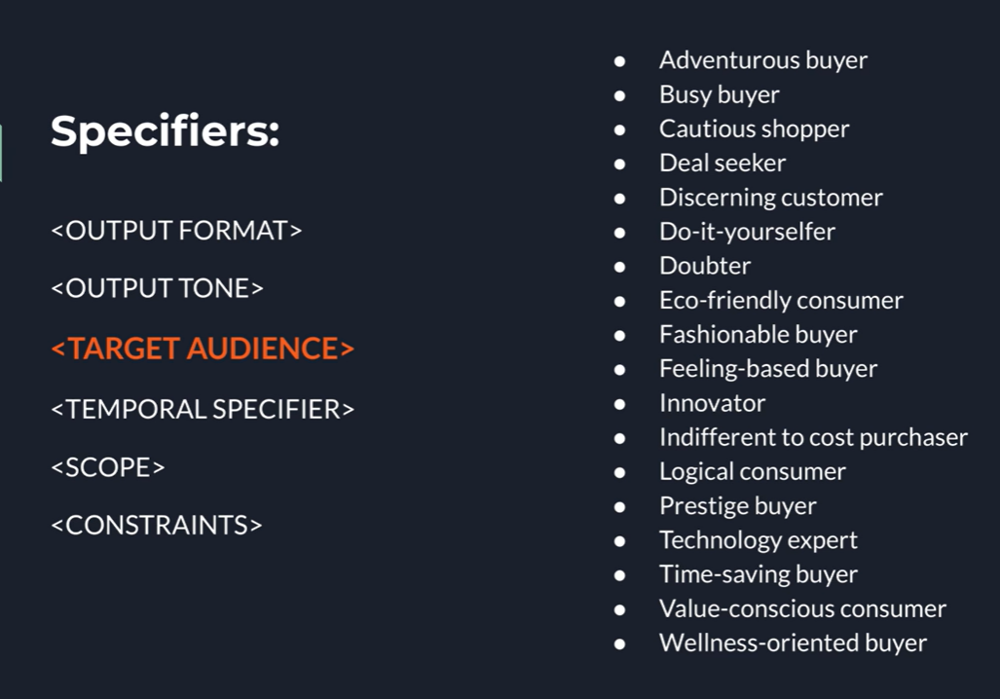 Specifiers:
<OUTPUT FORMAT>
<OUTPUT TONE>
<TARGET AUDIENCE>
<TEMPORAL SPECIFIER>
<SCOPE>
<CONSTRAINTS>
● Adventurous buyer
● Busy buyer
● Cautious shopper
● Deal seeker
● Discerning customer
● Do-it-yourselfer
● Doubter
● Eco-friendly consumer
● Fashionable buyer
● Feeling-based buyer
● Innovator
● Indifferent to cost purchaser
● Logical consumer
● Prestige buyer
● Technology expert
● Time-saving buyer
● Value-conscious consumer
● Wellness-oriented buyer